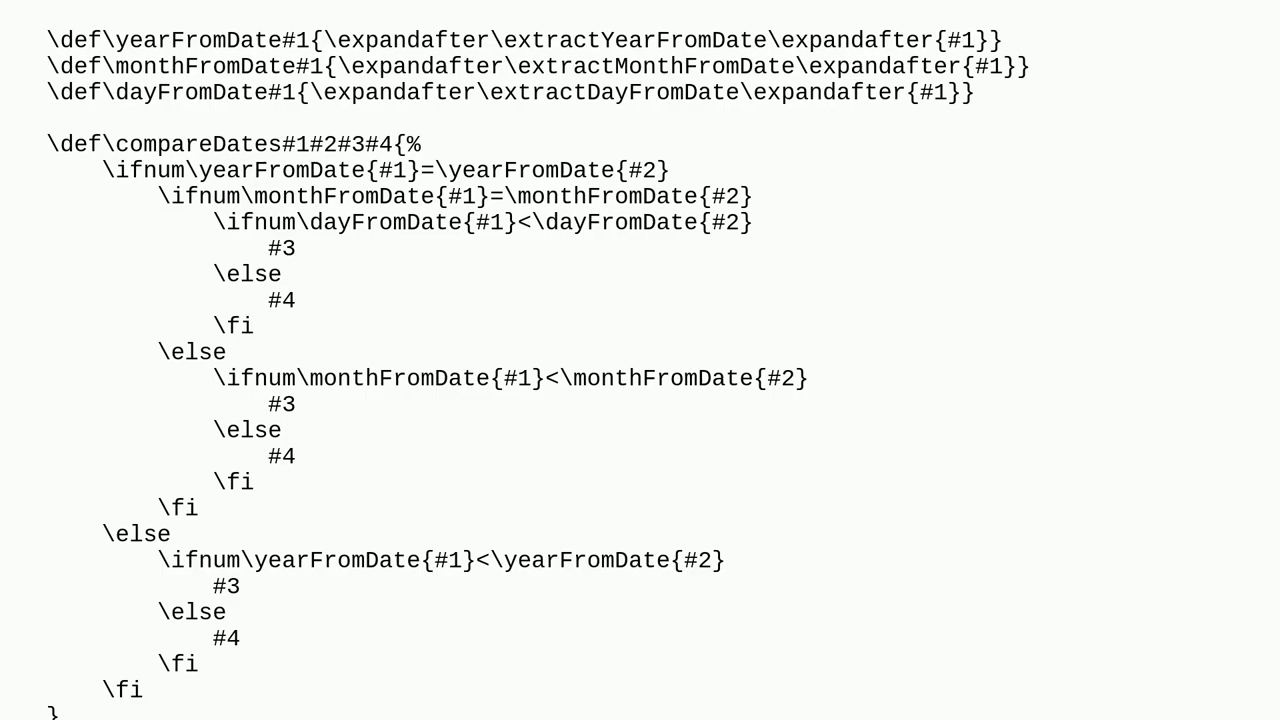 \def\yearFromDate#1{\expandafter\extractYearFromDate\expandafter{#1}}
\def\monthFromDate#1{\expandafter\extractMonthFromDate\expandafter{#1}}
\def\dayFromDate#1{\expandafter\extractDayFromDate\expandafter{#1}}

\def\compareDates#1#2#3#4{%
    \ifnum\yearFromDate{#1}=\yearFromDate{#2}
        \ifnum\monthFromDate{#1}=\monthFromDate{#2}
            \ifnum\dayFromDate{#1}<\dayFromDate{#2}
                #3
            \else
                #4
            \fi
        \else
            \ifnum\monthFromDate{#1}<\monthFromDate{#2}
                #3
            \else
                #4
            \fi
        \fi
    \else
        \ifnum\yearFromDate{#1}<\yearFromDate{#2}
            #3
        \else
            #4
        \fi
    \fi
}